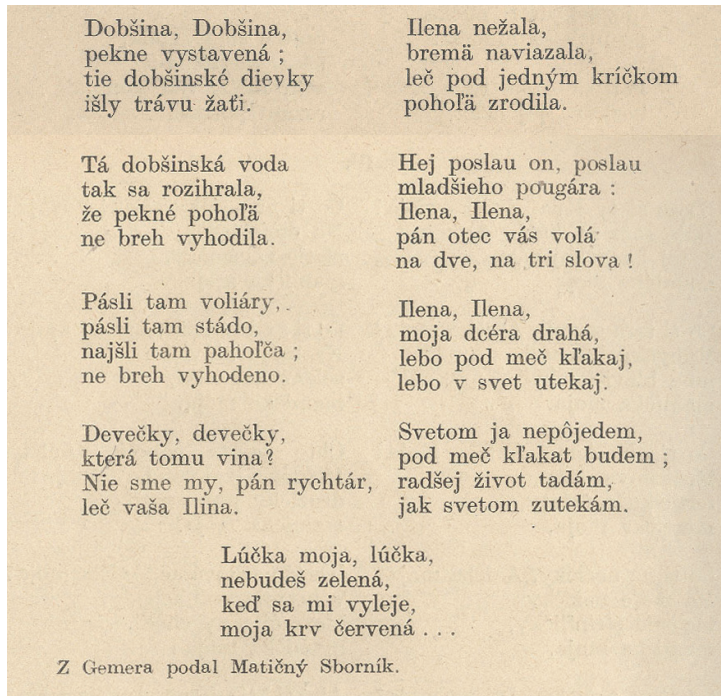 Dobšina, Dobšina,
pekne vystavená ;
tie dobšinské dievky
išly trávu žaťi.
Ilena nežala,
bremä naviazala,
leč pod jedným kríčkom
pohoľä zrodila.
Tá dobšinská voda
tak sa rozihrala,
že pekné pohoľä
ne breh vyhodila.
Pásli tam voliáry,
pásli tam stádo,
najšli tam pahoľča ;
ne breh vyhodeno.
Devečky, devečky,
která tomu vina?
Nie sme my, pán rychtár,
leč vaša Ilina.
Hej poslau on, poslau
mladšieho pougára :
Ilena, Ilena,
pán otec vás volá
na dve, na tri slova !
Ilena, Ilena,
moja dcéra drahá,
lebo pod meč kľakaj,
lebo v svet utekaj.
Svetom ja nepôjedem,
pod meč kľakat budem ;
radšej život tadám,
jak svetom zutekám.
Lúčka moja, lúčka,
nebudeš zelená,
keď sa mi vyleje,
moja krv červená . . .
Z Gemera podal Matičný Sborník.